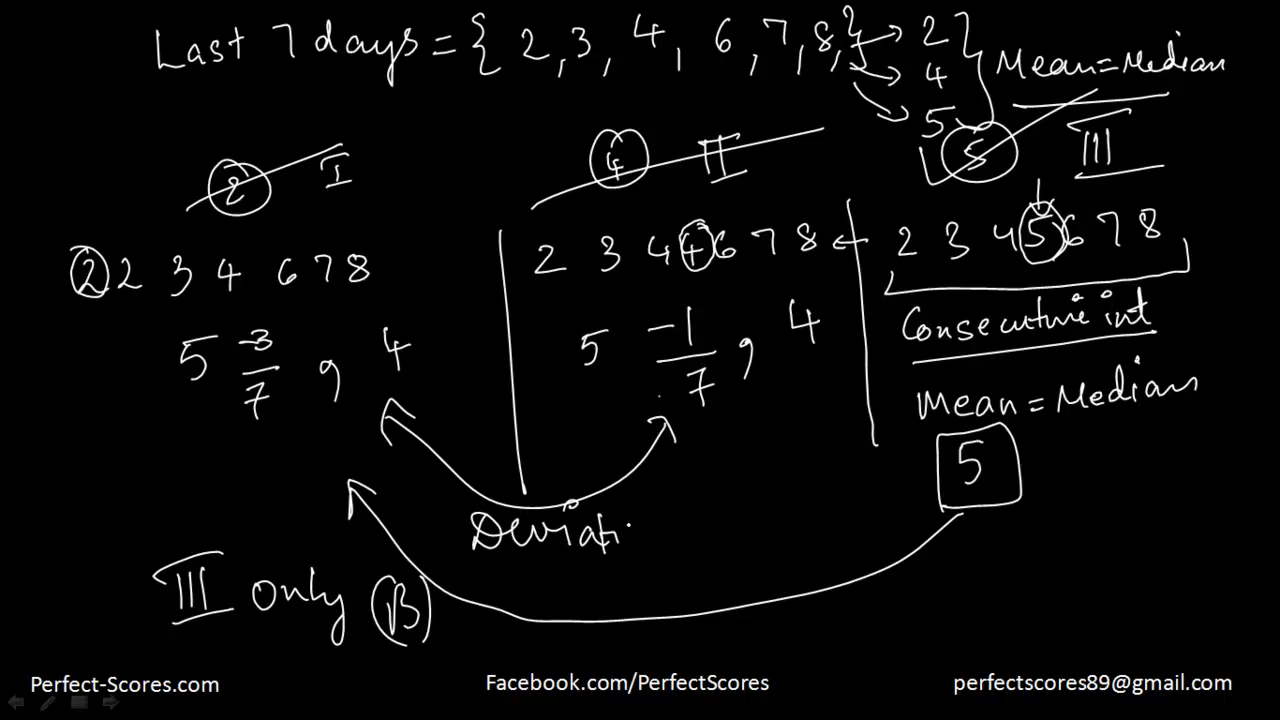 Last 7 days = { 2, 3, 4, 6, 7, 8, } → 2
4
5
Mean = Median
2 I
4 II
5 III
2 2 3 4 6 7 8
2 3 4 4 6 7 8 ← 2 3 4 5 6 7 8
5 -3/7, 4
5 -1/7, 4
Consecutive int
Mean = Median
5
Deviati
III only B
Perfect-Scores.com
Facebook.com/PerfectScores
perfectscores89@gmail.com